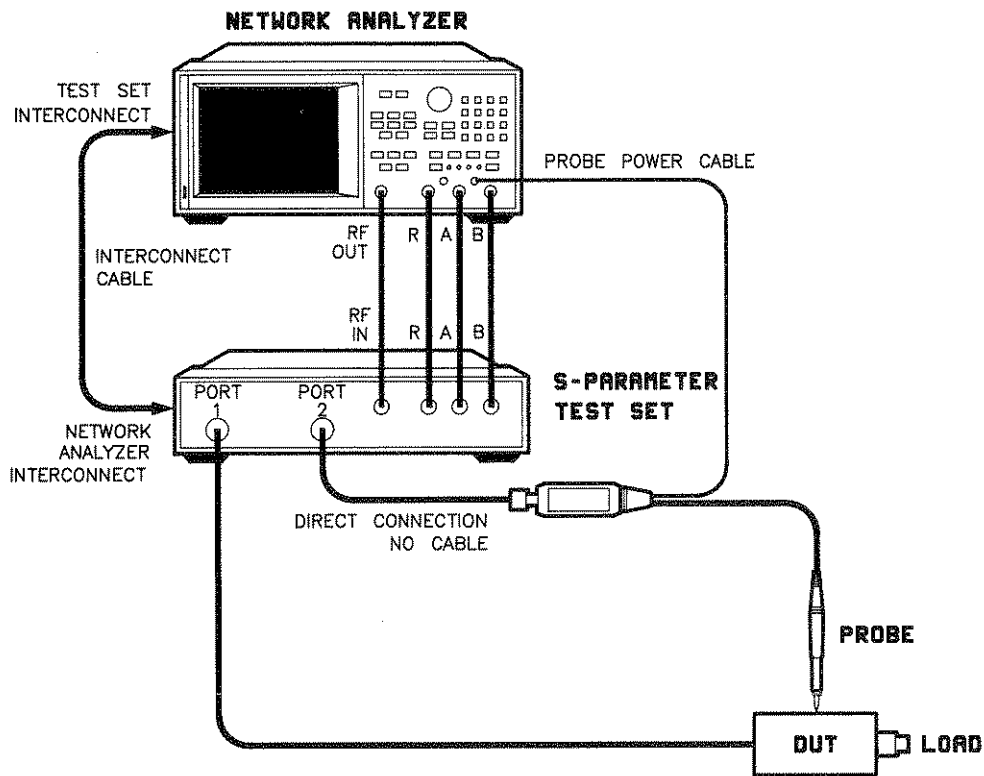 NETWORK ANALYZER
TEST SET
INTERCONNECT
PROBE POWER CABLE
RF
OUT
R
A
B
INTERCONNECT
CABLE
RF
IN
R
A
B
PORT
1
PORT
2
S-PARAMETER
TEST SET
NETWORK
ANALYZER
INTERCONNECT
DIRECT CONNECTION
NO CABLE
PROBE
DUT
LOAD